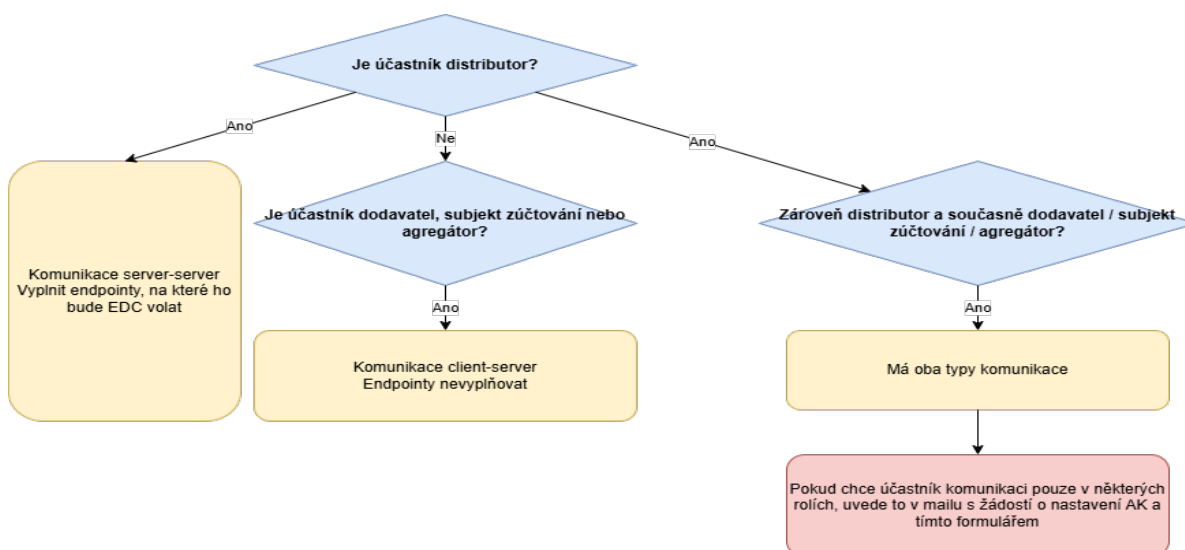 Je účastník distributor?
Ano
Ne
Ano
Komunikace server-server
Vyplnit endpointy, na které ho
bude EDC volat
Je účastník dodavatel, subjekt zúčtování nebo
agregátor?
Zároveň distributor a současně dodavatel / subjekt
zúčtování / agregátor?
Ano
Ano
Komunikace client-server
Endpointy nevyplňovat
Má oba typy komunikace
Pokud chce účastník komunikaci pouze v některých
rolích, uvede to v mailu s žádostí o nastavení AK a
tímto formulářem